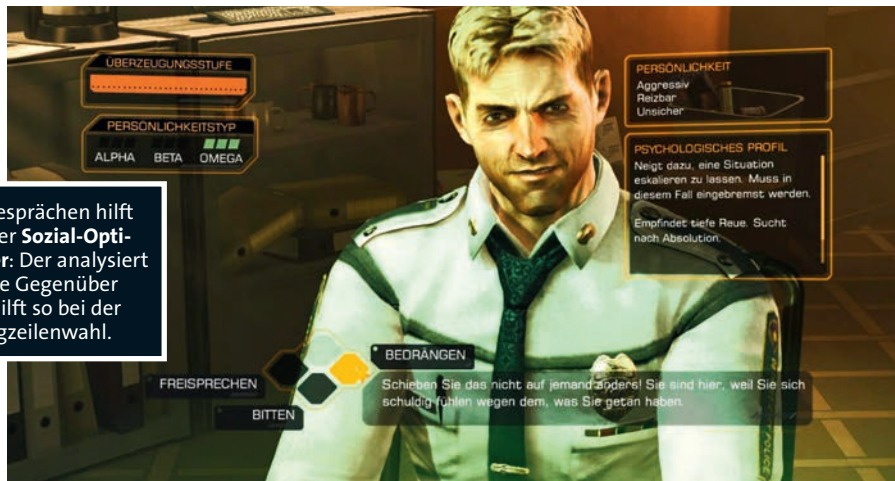 ÜBERZEUGUNGSSTUFE
PERSÖNLICHKEITSTYP
ALPHA BETA OMEGA
PERSÖNLICHKEIT
Aggressiv
Reizbar
Unsicher
PSYCHOLOGISCHES PROFIL
Neigt dazu, eine Situation
eskalieren zu lassen. Muss in
diesem Fall eingebremst werden.
Empfindet tiefe Reue. Sucht
nach Absolution.
esprächen hilft
er Sozial-Opti-
r: Der analysiert
e Gegenüber
ilft so bei der
gzeilenwahl.
BEDRÄNGEN
FREISPRECHEN
BITTEN
Schieben Sie das nicht auf jemand anders! Sie sind hier, weil Sie sich
schuldig fühlen wegen dem, was Sie getan haben.